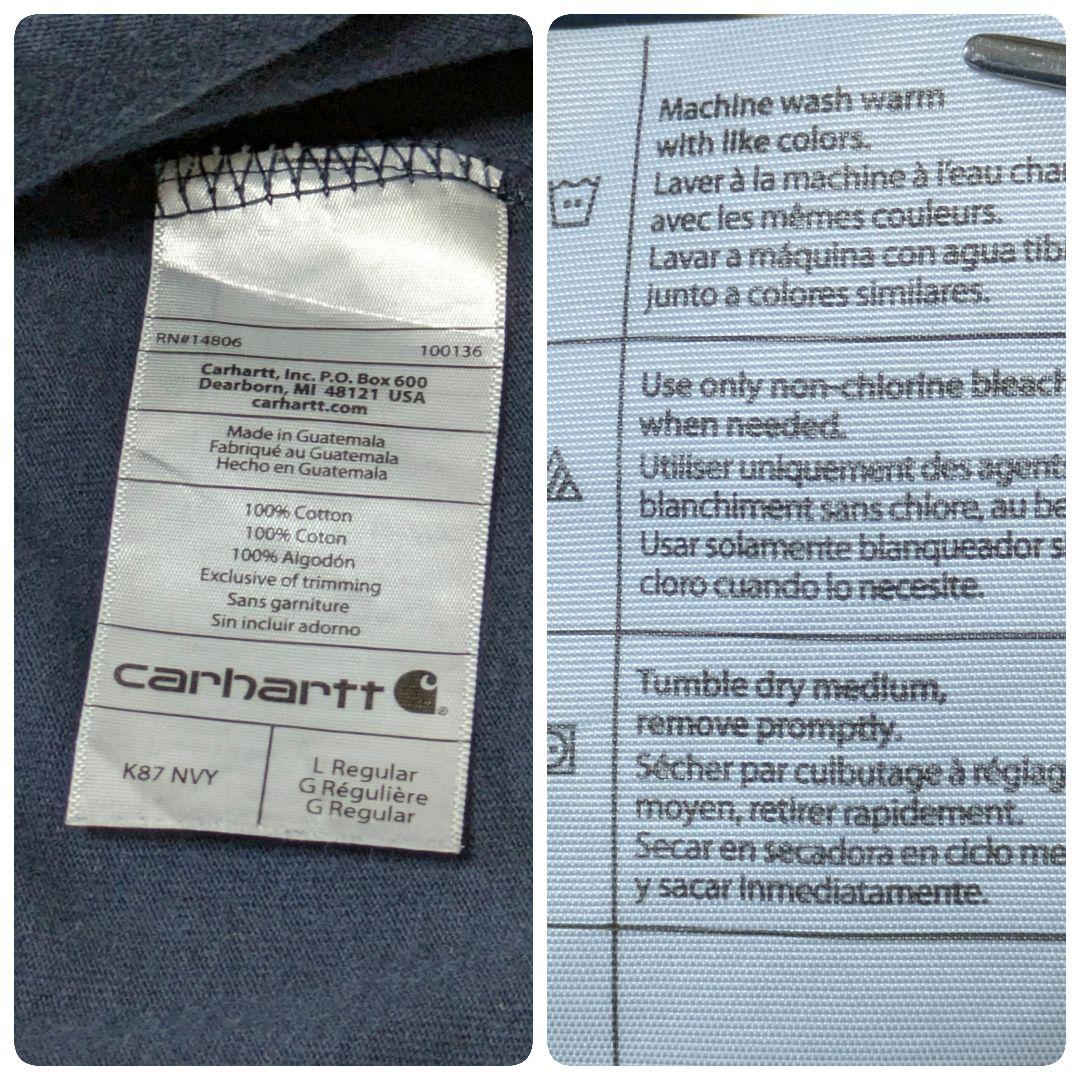 RN#14806
100136
Carhartt, Inc. P.O. Box 600
Dearborn, MI 48121 USA
carhartt.com
Made in Guatemala
Fabriqué au Guatemala
Hecho en Guatemala
100% Cotton
100% Coton
100% Algodón
Exclusive of trimming
Sans garniture
Sin incluir adorno
carhartt
K87 NVY
L Regular
G Régulière
G Regular
Machine wash warm
with like colors.
Laver à la machine à l'eau
avec les mêmes couleurs.
Lavar a máquina con agua
junto a colores similares.
Use only non-chlorine bleach
when needed.
Utiliser uniquement des
blanchiment sans chlore, au
Usar solamente blanqueador
cloro cuando lo necesite.
Tumble dry medium,
remove promptly.
Sécher par culbutage à
moyen, retirer rapidement.
Secar en secadora en ciclo
y sacar inmediatamente.